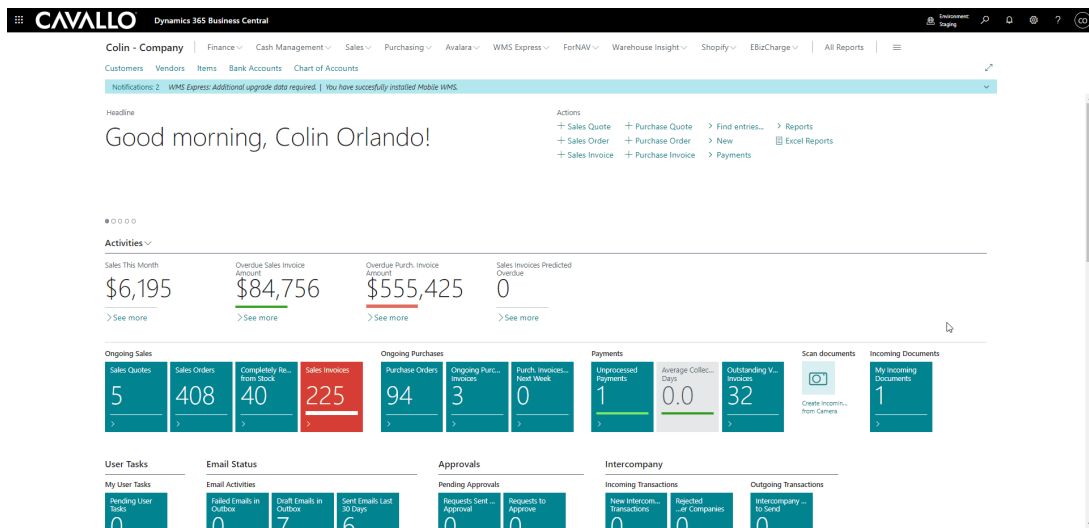 CAVALLO Dynamics 365 Business Central Environment: Staging ? CO
Colin - Company Finance Cash Management Sales Purchasing Avalara WMS Express ForNAV Warehouse Insight Shopify EBizCharge All Reports
Customers Vendors Items Bank Accounts Chart of Accounts
Notifications: 2 WMS Express: Additional upgrade data required. | You have succesfully installed Mobile WMS.
Headline
Good morning, Colin Orlando!
Actions
+ Sales Quote + Purchase Quote > Find entries... > Reports
+ Sales Order + Purchase Order > New Excel Reports
+ Sales Invoice + Purchase Invoice > Payments
Activities
Sales This Month
$6,195
>See more
Overdue Sales Invoice
Amount
$84,756
>See more
Overdue Purch. Invoice
Amount
$555,425
>See more
Sales Invoices Predicted
Overdue
0
>See more
Ongoing Sales
Sales Quotes
5
Sales Orders
408
Completely Re...
from Stock
40
Sales Invoices
225
Ongoing Purchases
Purchase Orders
94
Ongoing Purc...
Invoices
3
Purch. Invoices...
Next Week
0
Payments
Unprocessed
Payments
1
Average Collec...
Days
0.0
Outstanding V...
Invoices
32
Scan documents
Create Incomin...
from Camera
Incoming Documents
My Incoming
Documents
1
User Tasks
My User Tasks
Pending User
Tasks
0
Email Status
Email Activities
Failed Emails in
Outbox
0
Draft Emails in
Outbox
7
Sent Emails Last
30 Days
6
Approvals
Pending Approvals
Requests Sent ...
Approval
0
Requests to
Approve
0
Intercompany
Incoming Transactions
New Intercom...
Transactions
0
Rejected
...er Companies
0
Outgoing Transactions
Intercompany ...
to Send
0